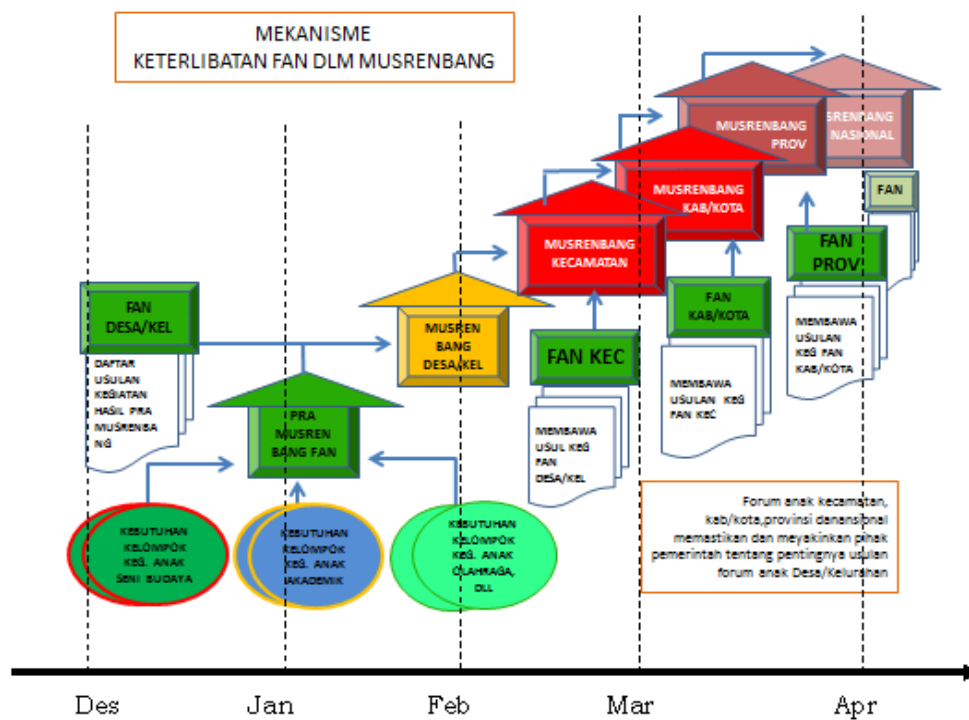 MEKANISME
KETERLIBATAN FAN DLM MUSRENBANG
MUSRENBANG
PROV
SRENBANG
NASIONAL
MUSRENBANG
KAB/KOTA
MUSRENBANG
KECAMATAN
FAN
FAN
PROV
MEMBAWA
USULAN
KEG FAN
KAB/KOTA
FAN
KAB/KOTA
MEMBAWA
USULAN KEG
FAN KEC
FAN KEC
MEMBAWA
USUL KEG
FAN
DESA/KEL
FAN
DESA/KEL
DAFTAR
USULAN
KEGIATAN
HASIL PRA
MUSRENBA
NG
MUSREN
BANG
DESA/KEL
PRA
MUSREN
BANG FAN
KEBUTUHAN
KELOMPOK
KEG. ANAK
SENI BUDAYA
KEBUTUHAN
KELOMPOK
KEG. ANAK
AKADEMIK
KEBUTUHAN
KELOMPOK
KEG. ANAK
OLAHRAGA,
DLL
Forum anak kecamatan,
kab/kota,provinsi danansional
memastikan dan meyakinkan pihak
pemerintah tentang pentingnya usulan
forum anak Desa/Kelurahan
Des Jan Feb Mar Apr